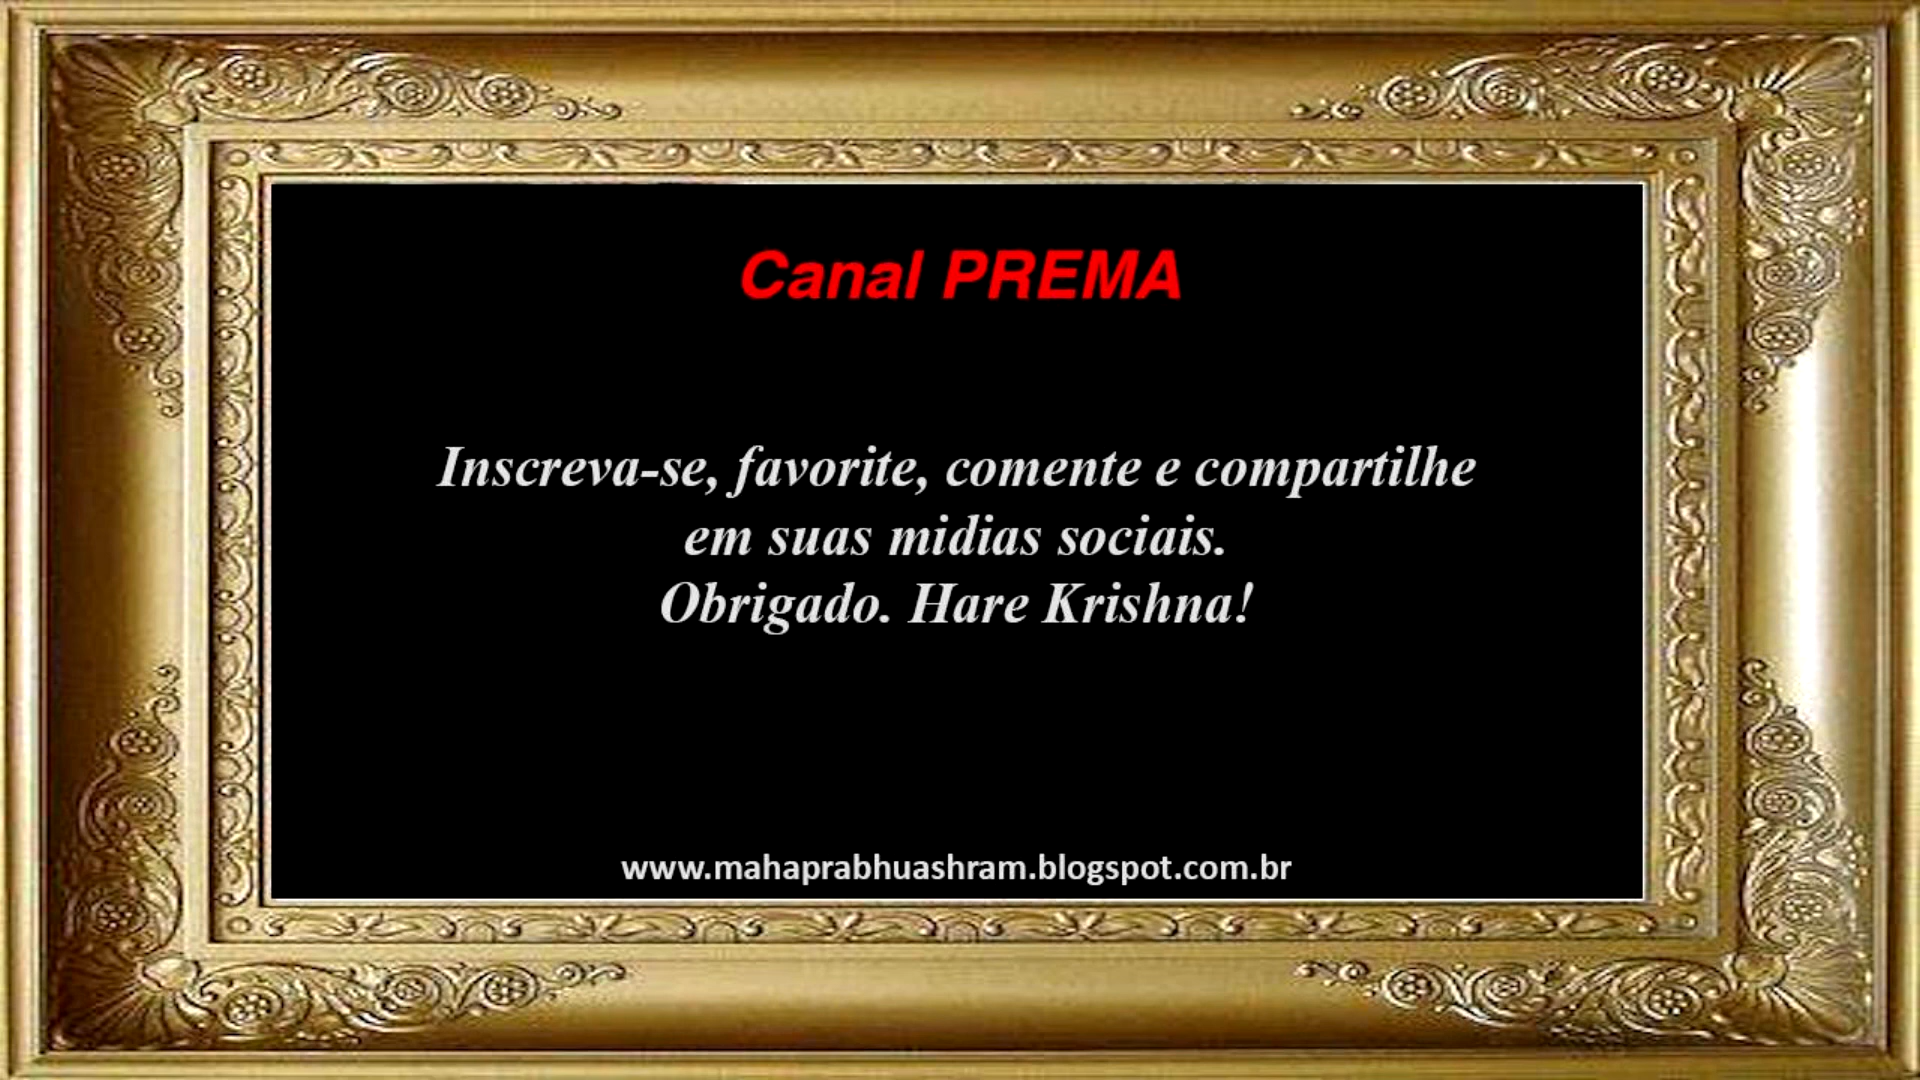 Canal PREMA
Inscreva-se, favorite, comente e compartilhe
em suas midias sociais.
Obrigado. Hare Krishna!
www.mahaprabhuashram.blogspot.com.br